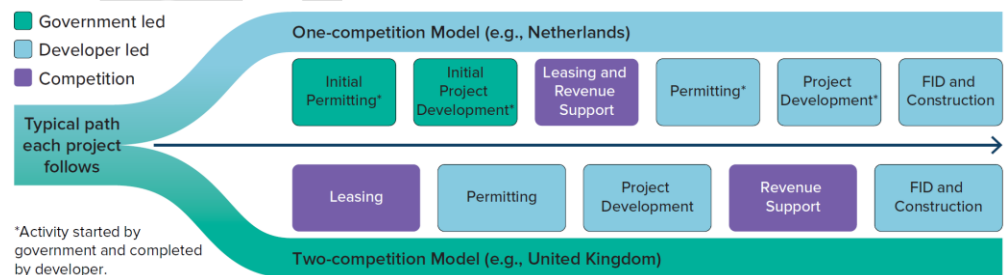 Government led
Developer led
Competition
Typical path
each project
follows
*Activity started by
government and completed
by developer.
One-competition Model (e.g., Netherlands)
Initial
Permitting*
Initial
Project
Development*
Leasing and
Revenue
Support
Permitting*
Project
Development*
FID and
Construction
Leasing
Permitting
Project
Development
Revenue
Support
FID and
Construction
Two-competition Model (e.g., United Kingdom)